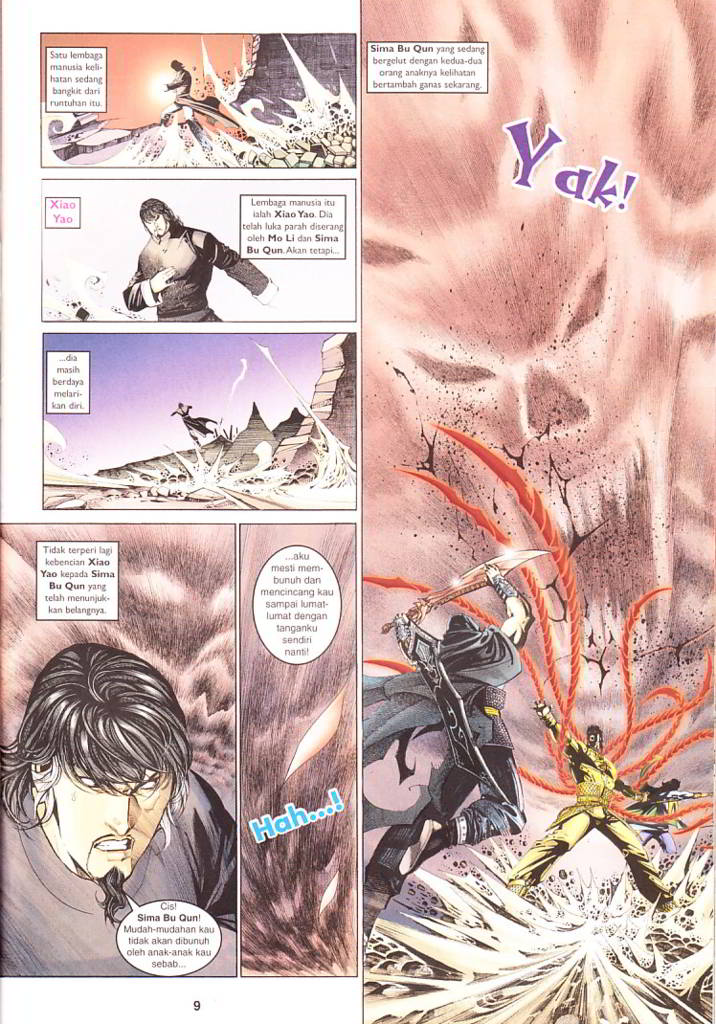 Satu lembaga
manusia keli-
hatan sedang
bangkit dari
runtuhan itu.
Xiao
Yao
Lembaga manusia itu
ialah Xiao Yao. Dia
telah luka parah diserang
oleh Mo Li dan Sima
Bu Qun. Akan tetapi...
...dia
masih
berdaya
melari-
kan diri.
Tidak terperi lagi
kebencian Xiao
Yao kepada Sima
Bu Qun yang
telah menunjuk-
kan belangnya.
Cis!
Sima Bu Qun!
Mudah-mudahan kau
tidak akan dibunuh
oleh anak-anak kau
sebab...
...aku
mesti mem-
bunuh dan
mencincang kau
sampai lumat-
lumat dengan
tanganku
sendiri
nanti!
Hah...!
Sima Bu Qun yang sedang
bergelut dengan kedua-dua
orang anaknya kelihatan
bertambah ganas sekarang.
Yak!
9